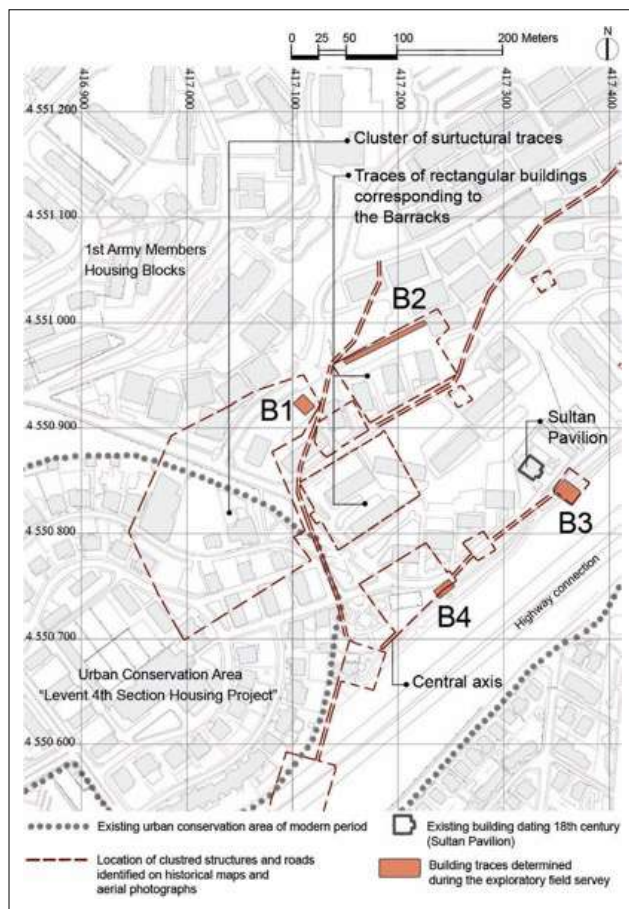 0 25 50 100 200 Meters
N
416.900 417.000 417.100 417.200 417.300 417.400
4 551 200
Cluster of surtuctural traces
Traces of rectangular buildings
corresponding to
the Barracks
4 551 100
1st Army Members
Housing Blocks
B2
4 551 000
B1
4 550 900
Sultan
Pavilion
B3
4 550 800
B4
Highway connection
4 550 700
Urban Conservation Area
"Levent 4th Section Housing Project"
Central axis
4 550 600
Existing urban conservation area of modern period
Existing building dating 18th century
(Sultan Pavilion)
Location of clustred structures and roads
identified on historical maps and
aerial photographs
Building traces determined
during the exploratory field servey